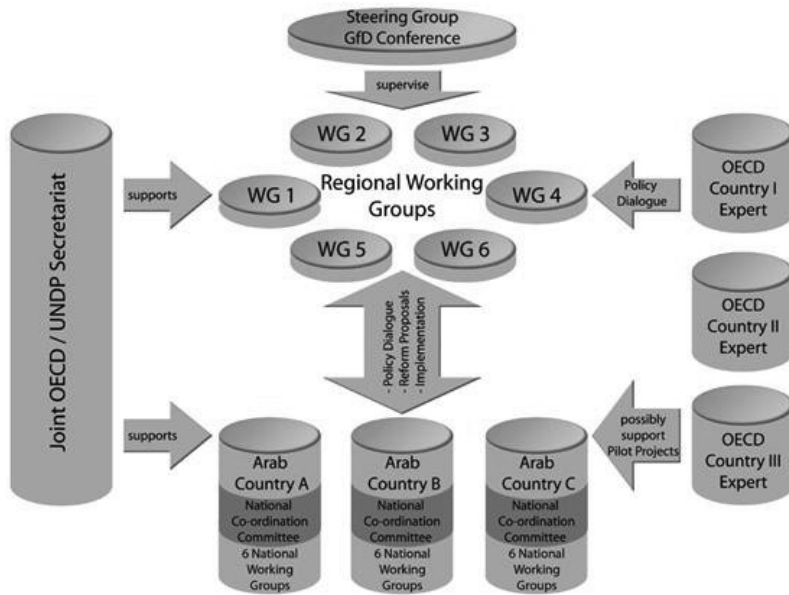 Steering Group
GfD Conference
supervise
WG 2
WG 3
WG 1
Regional Working
Groups
WG 4
WG 5
WG 6
Joint OECD / UNDP Secretariat
supports
Policy
Dialogue
OECD
Country I
Expert
OECD
Country II
Expert
- Policy Dialogue
- Reform Proposals
- Implementation
supports
possibly
support
Pilot Projects
OECD
Country III
Expert
Arab
Country A
National
Co-ordination
Committee
6 National
Working
Groups
Arab
Country B
National
Co-ordination
Committee
6 National
Working
Groups
Arab
Country C
National
Co-ordination
Committee
6 National
Working
Groups